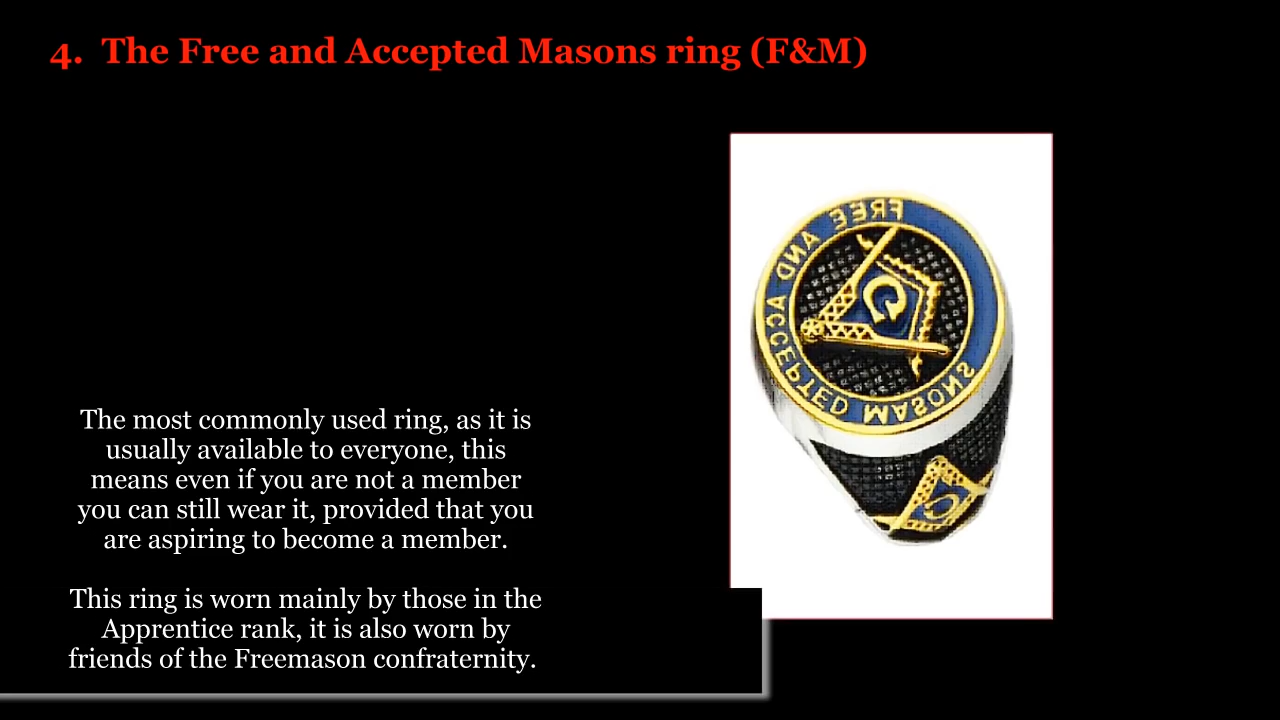 4. The Free and Accepted Masons ring (F&M)
FREE AND ACCEPTED MASONS
G
The most commonly used ring, as it is
usually available to everyone, this
means even if you are not a member
you can still wear it, provided that you
are aspiring to become a member.
This ring is worn mainly by those in the
Apprentice rank, it is also worn by
friends of the Freemason confraternity.